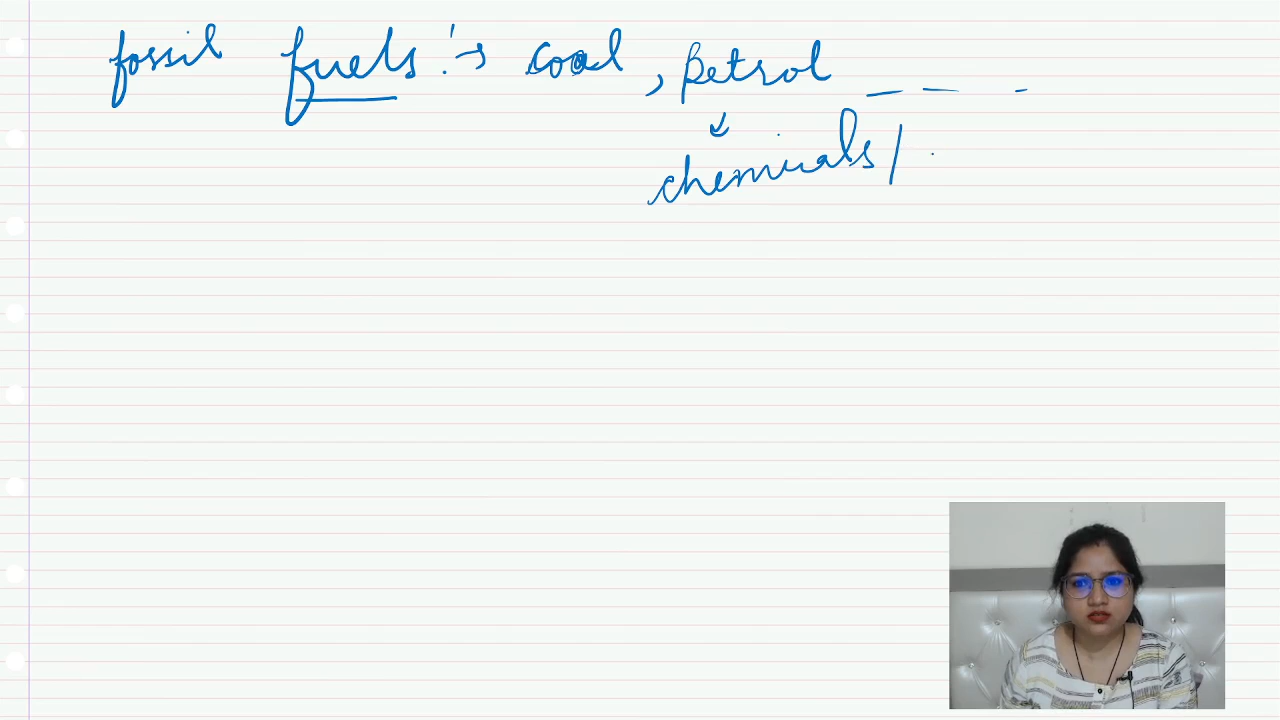 fossil fuels :→ coal, Petrol _ _ _
↓
chemicals /